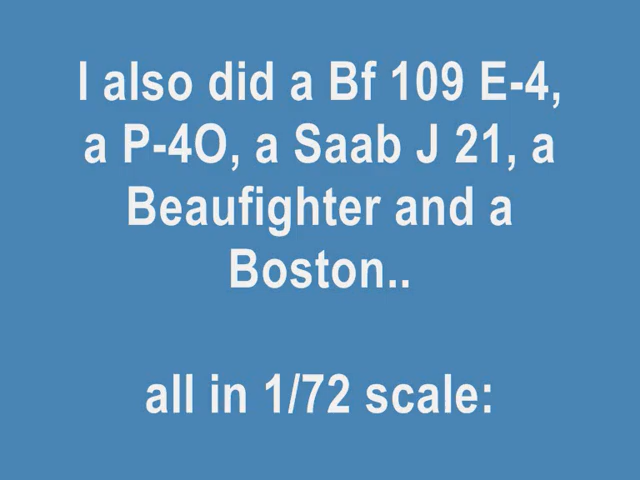 I also did a Bf 109 E-4,
a P-4O, a Saab J 21, a
Beaufighter and a
Boston..
all in 1/72 scale: